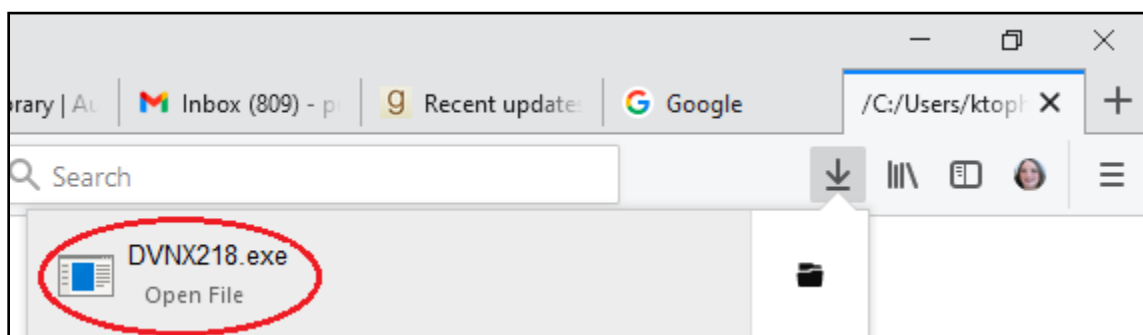 rary | Au
Inbox (809) - p
g Recent update
G Google
/C:/Users/ktoph
Search
DVNX218.exe
Open File